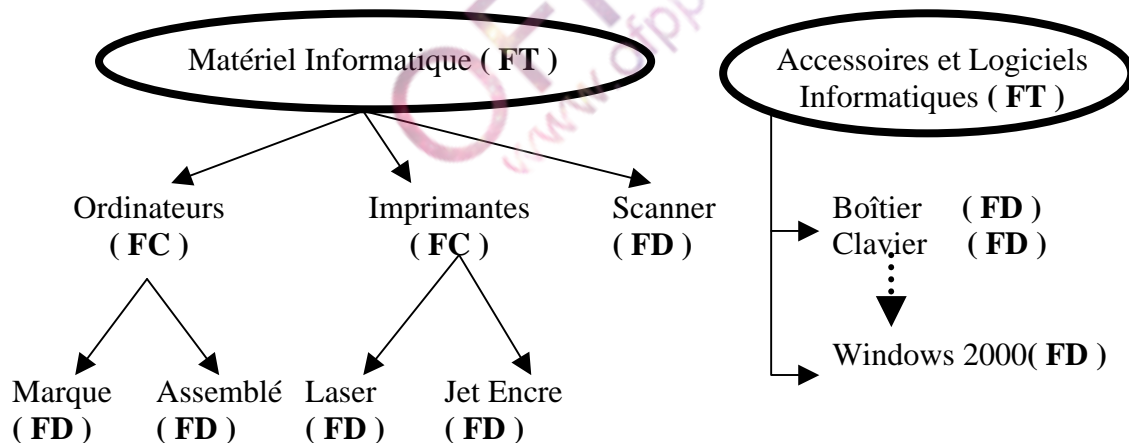 Matériel Informatique ( FT )
Accessoires et Logiciels
Informatiques ( FT )
Ordinateurs
( FC )
Imprimantes
( FC )
Scanner
( FD )
Boîtier ( FD )
Clavier ( FD )
Windows 2000( FD )
Marque
( FD )
Assemblé
( FD )
Laser
( FD )
Jet Encre
( FD )